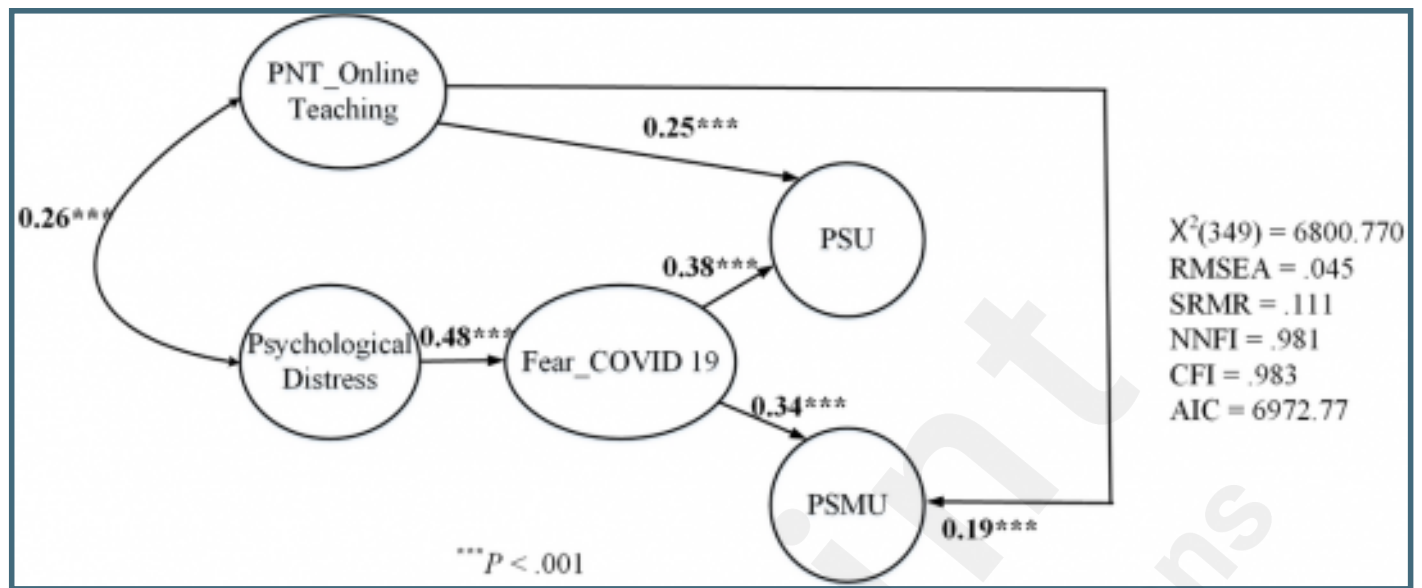 PNT_Online
Teaching
0.25***
0.26***
PSU
0.38***
Psychological
Distress
0.48***
Fear_COVID 19
0.34***
PSMU
0.19***
***P < .001
X²(349) = 6800.770
RMSEA = .045
SRMR = .111
NNFI = .981
CFI = .983
AIC = 6972.77